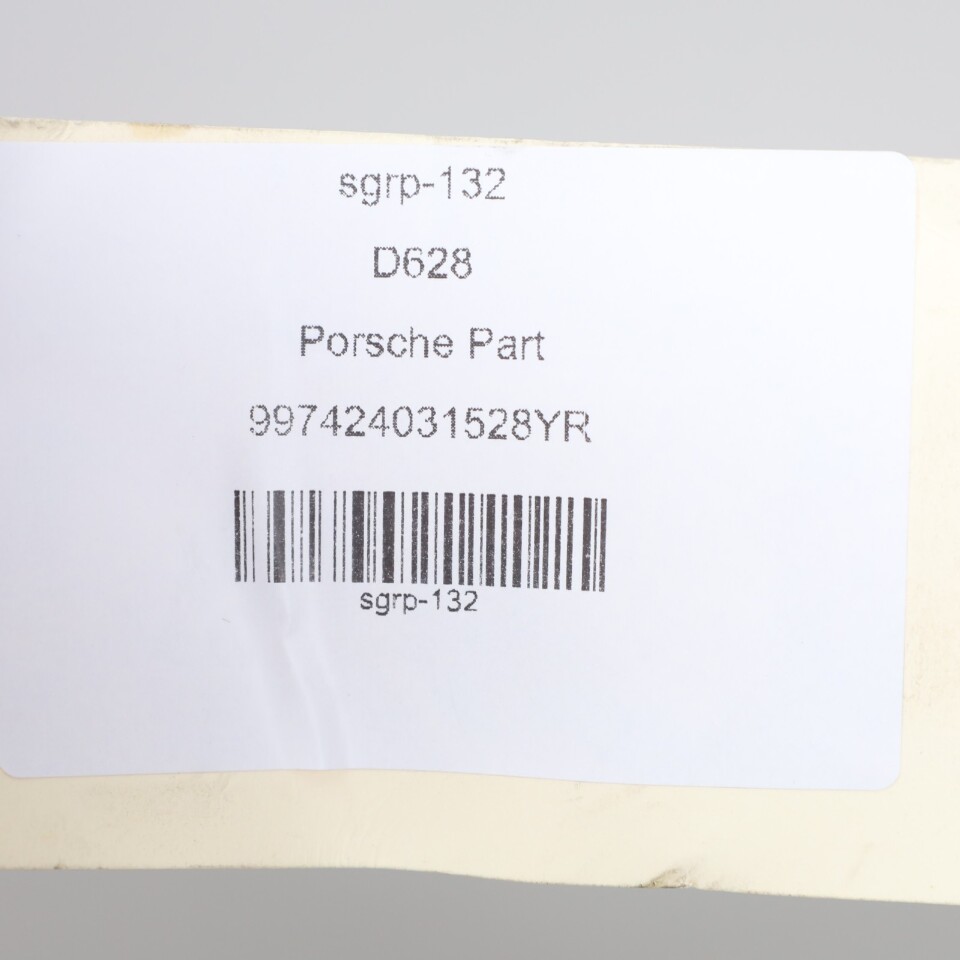 sgrp-132
D628
Porsche Part
997424031528YR
sgrp-132